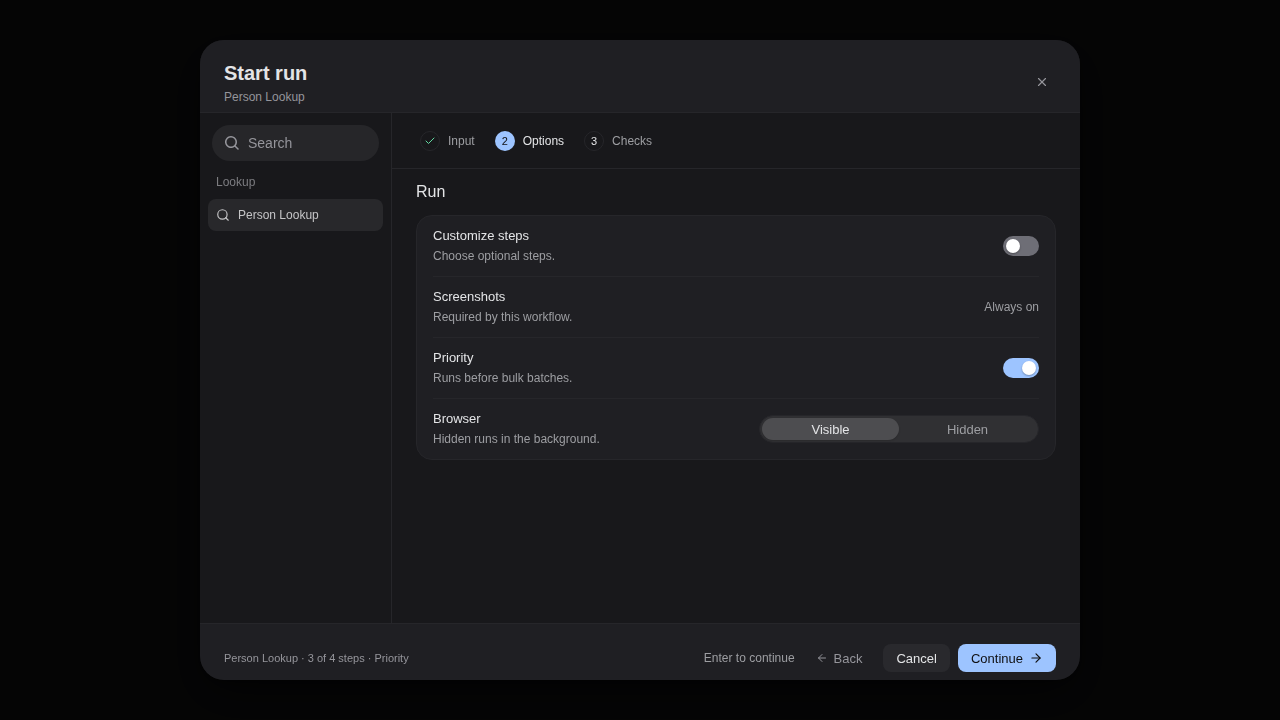 Start run
Person Lookup
Search
Lookup
Person Lookup
Input
2 Options
3 Checks
Run
Customize steps
Choose optional steps.
Screenshots
Required by this workflow.
Always on
Priority
Runs before bulk batches.
Browser
Hidden runs in the background.
Visible
Hidden
Person Lookup · 3 of 4 steps · Priority
Enter to continue
Back
Cancel
Continue